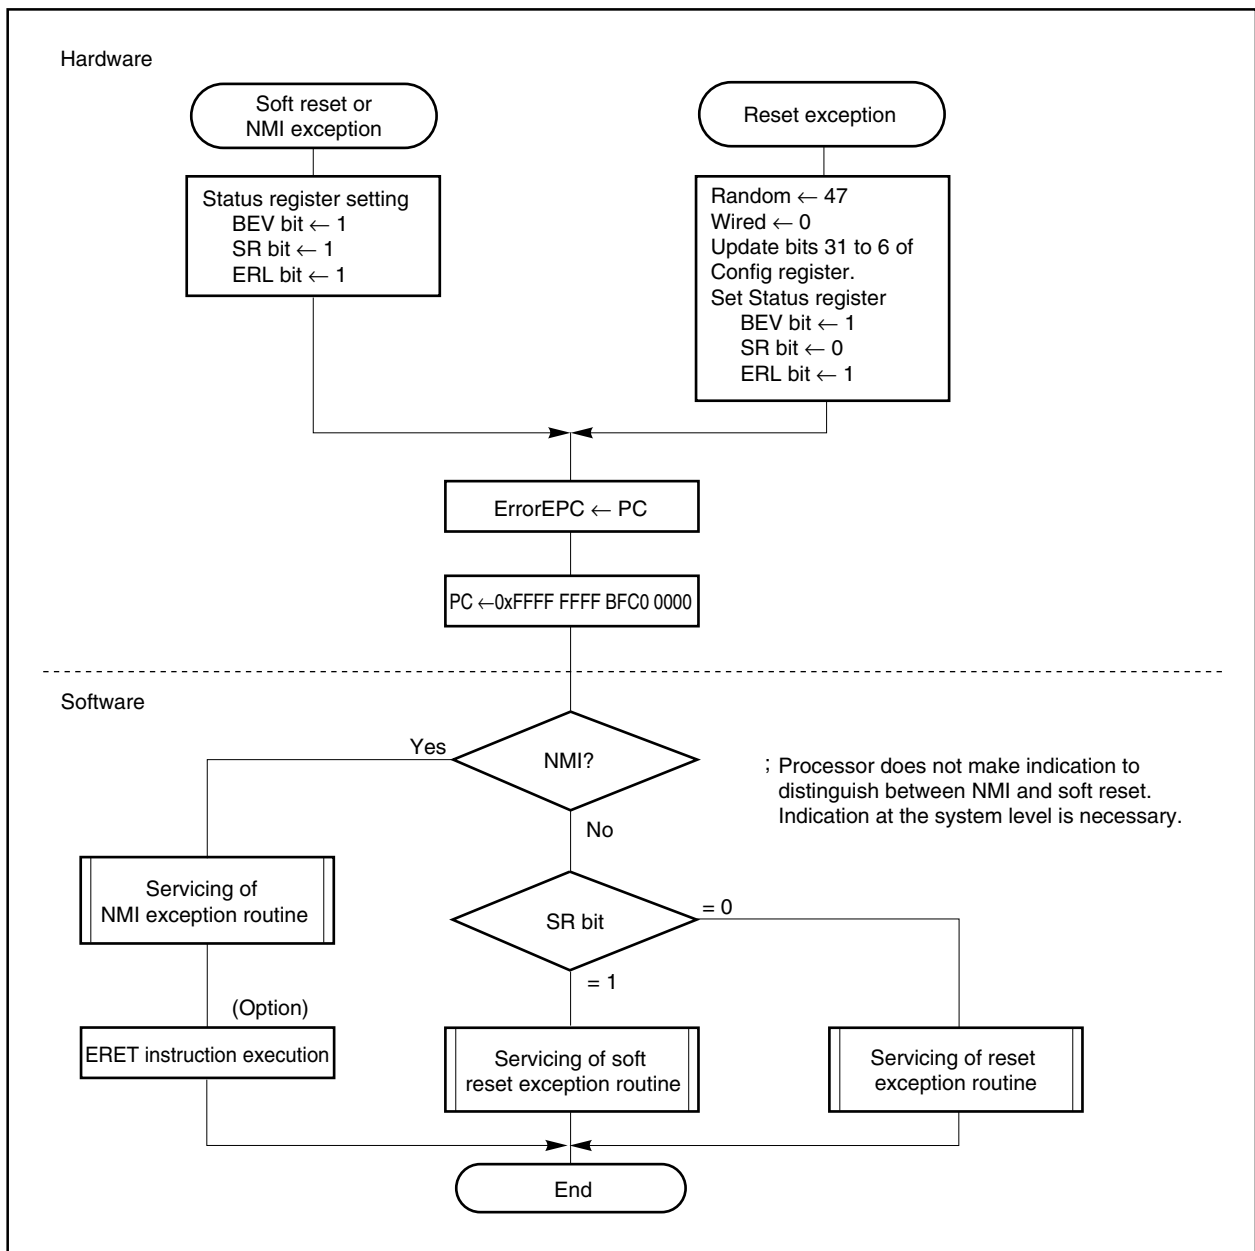 Hardware
Soft reset or
NMI exception
Reset exception
Status register setting
BEV bit ← 1
SR bit ← 1
ERL bit ← 1
Random ← 47
Wired ← 0
Update bits 31 to 6 of
Config register.
Set Status register
BEV bit ← 1
SR bit ← 0
ERL bit ← 1
ErrorEPC ← PC
PC ←0xFFFF FFFF BFC0 0000
Software
Yes
NMI?
; Processor does not make indication to
distinguish between NMI and soft reset.
Indication at the system level is necessary.
No
Servicing of
NMI exception routine
SR bit
= 0
= 1
(Option)
ERET instruction execution
Servicing of soft
reset exception routine
Servicing of reset
exception routine
End